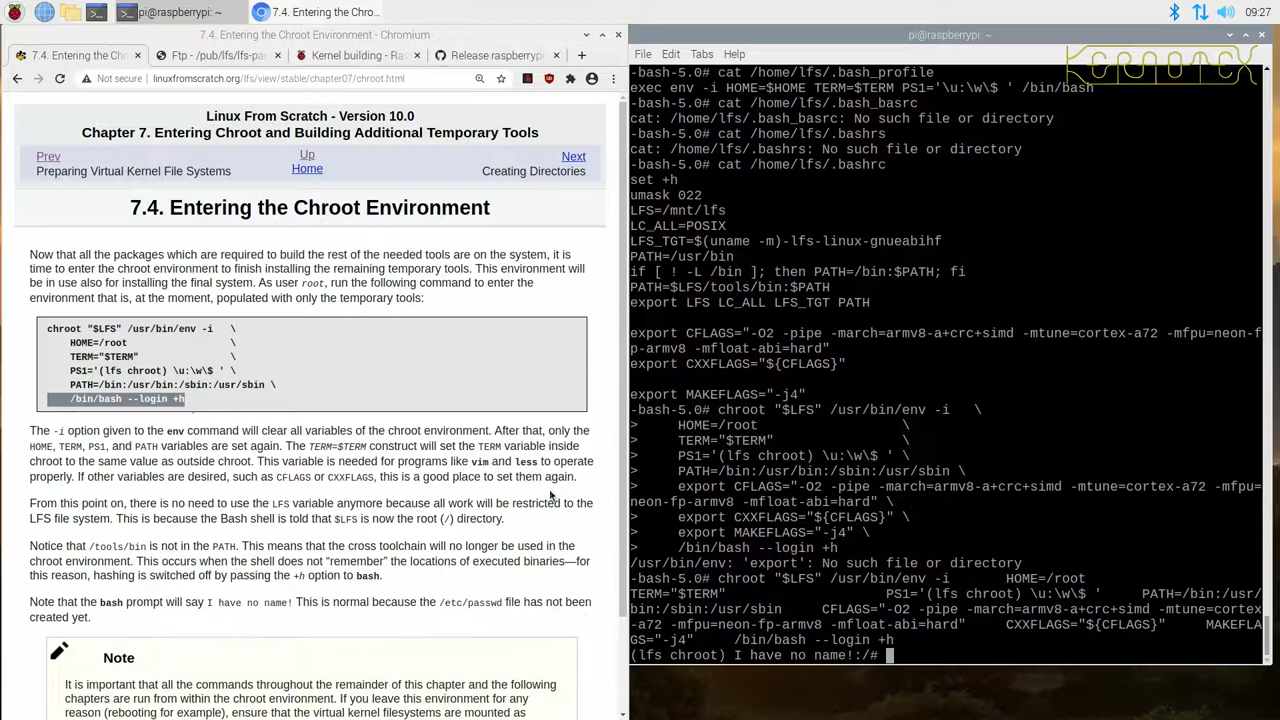 pi@raspberrypi: ~
7.4. Entering the Chro...
09:27
7.4. Entering the Chroot Environment - Chromium
7.4. Entering the Ch
Ftp - /pub/lfs/lfs-pa
Kernel building - Ra
Release raspberrypi
Not secure | linuxfromscratch.org/lfs/view/stable/chapter07/chroot.html
Linux From Scratch - Version 10.0
Chapter 7. Entering Chroot and Building Additional Temporary Tools
Prev
Up
Next
Preparing Virtual Kernel File Systems
Home
Creating Directories
7.4. Entering the Chroot Environment
Now that all the packages which are required to build the rest of the needed tools are on the system, it is
time to enter the chroot environment to finish installing the remaining temporary tools. This environment will
be in use also for installing the final system. As user root, run the following command to enter the
environment that is, at the moment, populated with only the temporary tools:
chroot "$LFS" /usr/bin/env -i   \
HOME=/root                  \
TERM="$TERM"                \
PS1='(lfs chroot) \u:\w\$ ' \
PATH=/bin:/usr/bin:/sbin:/usr/sbin \
/bin/bash --login +h
The -i option given to the env command will clear all variables of the chroot environment. After that, only the
HOME, TERM, PS1, and PATH variables are set again. The TERM=$TERM construct will set the TERM variable inside
chroot to the same value as outside chroot. This variable is needed for programs like vim and less to operate
properly. If other variables are desired, such as CFLAGS or CXXFLAGS, this is a good place to set them again.
From this point on, there is no need to use the LFS variable anymore because all work will be restricted to the
LFS file system. This is because the Bash shell is told that $LFS is now the root (/) directory.
Notice that /tools/bin is not in the PATH. This means that the cross toolchain will no longer be used in the
chroot environment. This occurs when the shell does not “remember” the locations of executed binaries—for
this reason, hashing is switched off by passing the +h option to bash.
Note that the bash prompt will say I have no name! This is normal because the /etc/passwd file has not been
created yet.
Note
It is important that all the commands throughout the remainder of this chapter and the following
chapters are run from within the chroot environment. If you leave this environment for any
reason (rebooting for example), ensure that the virtual kernel filesystems are mounted as
pi@raspberrypi: ~
File Edit Tabs Help
-bash-5.0# cat /home/lfs/.bash_profile
exec env -i HOME=$HOME TERM=$TERM PS1='\u:\w\$ ' /bin/bash
-bash-5.0# cat /home/lfs/.bash_basrc
cat: /home/lfs/.bash_basrc: No such file or directory
-bash-5.0# cat /home/lfs/.bashrs
cat: /home/lfs/.bashrs: No such file or directory
-bash-5.0# cat /home/lfs/.bashrc
set +h
umask 022
LFS=/mnt/lfs
LC_ALL=POSIX
LFS_TGT=$(uname -m)-lfs-linux-gnueabihf
PATH=/usr/bin
if [ ! -L /bin ]; then PATH=/bin:$PATH; fi
PATH=$LFS/tools/bin:$PATH
export LFS LC_ALL LFS_TGT PATH
export CFLAGS="-O2 -pipe -march=armv8-a+crc+simd -mtune=cortex-a72 -mfpu=neon-f
p-armv8 -mfloat-abi=hard"
export CXXFLAGS="${CFLAGS}"
export MAKEFLAGS="-j4"
-bash-5.0# chroot "$LFS" /usr/bin/env -i   \
>     HOME=/root                  \
>     TERM="$TERM"                \
>     PS1='(lfs chroot) \u:\w\$ ' \
>     PATH=/bin:/usr/bin:/sbin:/usr/sbin \
>     export CFLAGS="-O2 -pipe -march=armv8-a+crc+simd -mtune=cortex-a72 -mfpu=
neon-fp-armv8 -mfloat-abi=hard" \
>     export CXXFLAGS="${CFLAGS}" \
>     export MAKEFLAGS="-j4" \
>     /bin/bash --login +h
/usr/bin/env: 'export': No such file or directory
-bash-5.0# chroot "$LFS" /usr/bin/env -i      HOME=/root
TERM="$TERM"                     PS1='(lfs chroot) \u:\w\$ '      PATH=/bin:/usr/
bin:/sbin:/usr/sbin     CFLAGS="-O2 -pipe -march=armv8-a+crc+simd -mtune=cortex
-a72 -mfpu=neon-fp-armv8 -mfloat-abi=hard"     CXXFLAGS="${CFLAGS}"     MAKEFLA
GS="-j4"     /bin/bash --login +h
(lfs chroot) I have no name!:/#